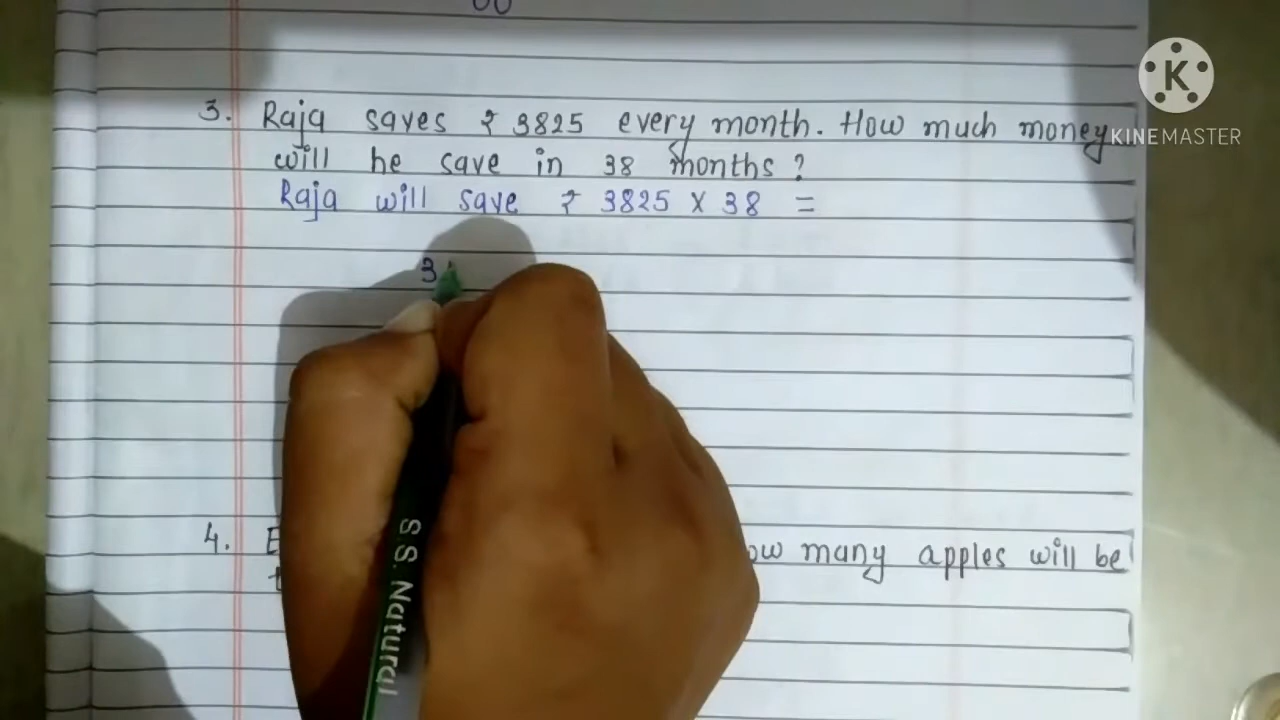 3. Raja saves ₹ 3825 every month. How much money
will he save in 38 months ?
Raja will save ₹ 3825 × 38 =
3
4. how many apples will be
K
KINEMASTER
S.S. Natural